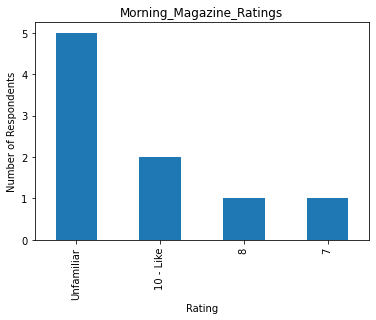 Morning_Magazine_Ratings
Number of Respondents
5
4
3
2
1
0
Unfamiliar
10 - Like
8
7
Rating